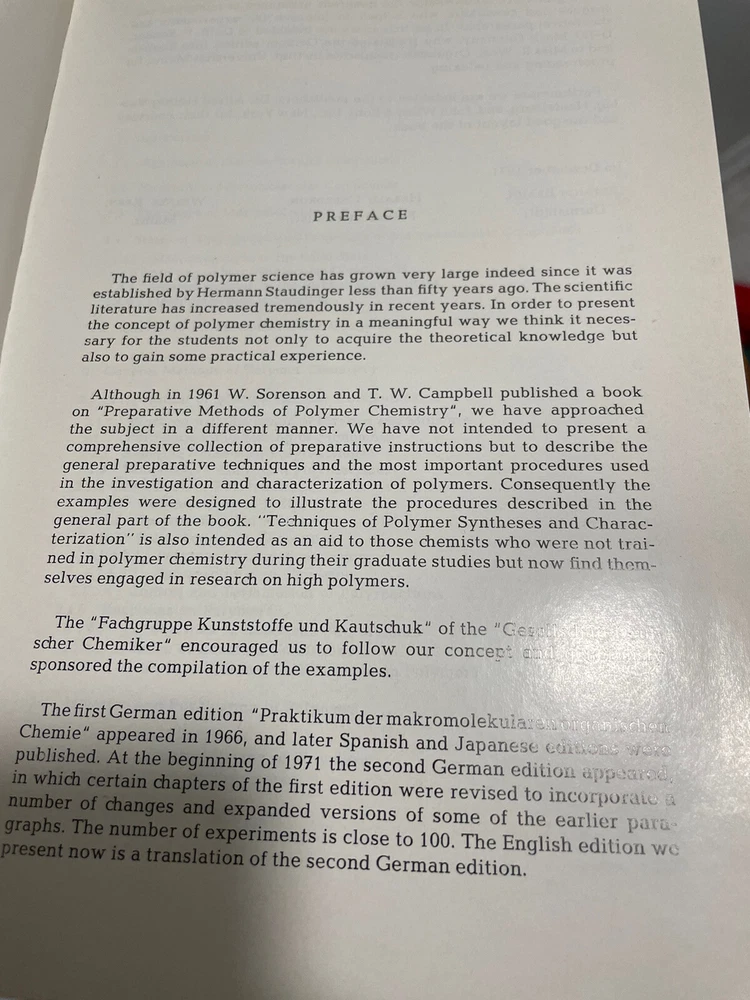 PREFACE
The field of polymer science has grown very large indeed since it was
established by Hermann Staudinger less than fifty years ago. The scientific
literature has increased tremendously in recent years. In order to present
the concept of polymer chemistry in a meaningful way we think it neces-
sary for the students not only to acquire the theoretical knowledge but
also to gain some practical experience.
Although in 1961 W. Sorenson and T. W. Campbell published a book
on "Preparative Methods of Polymer Chemistry", we have approached
the subject in a different manner. We have not intended to present a
comprehensive collection of preparative instructions but to describe the
general preparative techniques and the most important procedures used
in the investigation and characterization of polymers. Consequently the
examples were designed to illustrate the procedures described in the
general part of the book. "Techniques of Polymer Syntheses and Charac-
terization" is also intended as an aid to those chemists who were not trai-
ned in polymer chemistry during their graduate studies but now find them-
selves engaged in research on high polymers.
The "Fachgruppe Kunststoffe und Kautschuk" of the
scher Chemiker" encouraged us to follow our concept and
sponsored the compilation of the examples.
The first German edition "Praktikum der makromolekularen organischen
Chemie" appeared in 1966, and later Spanish and Japanese editions were
published. At the beginning of 1971 the second German edition appeared,
in which certain chapters of the first edition were revised to incorporate a
number of changes and expanded versions of some of the earlier para-
graphs. The number of experiments is close to 100. The English edition we
present now is a translation of the second German edition.